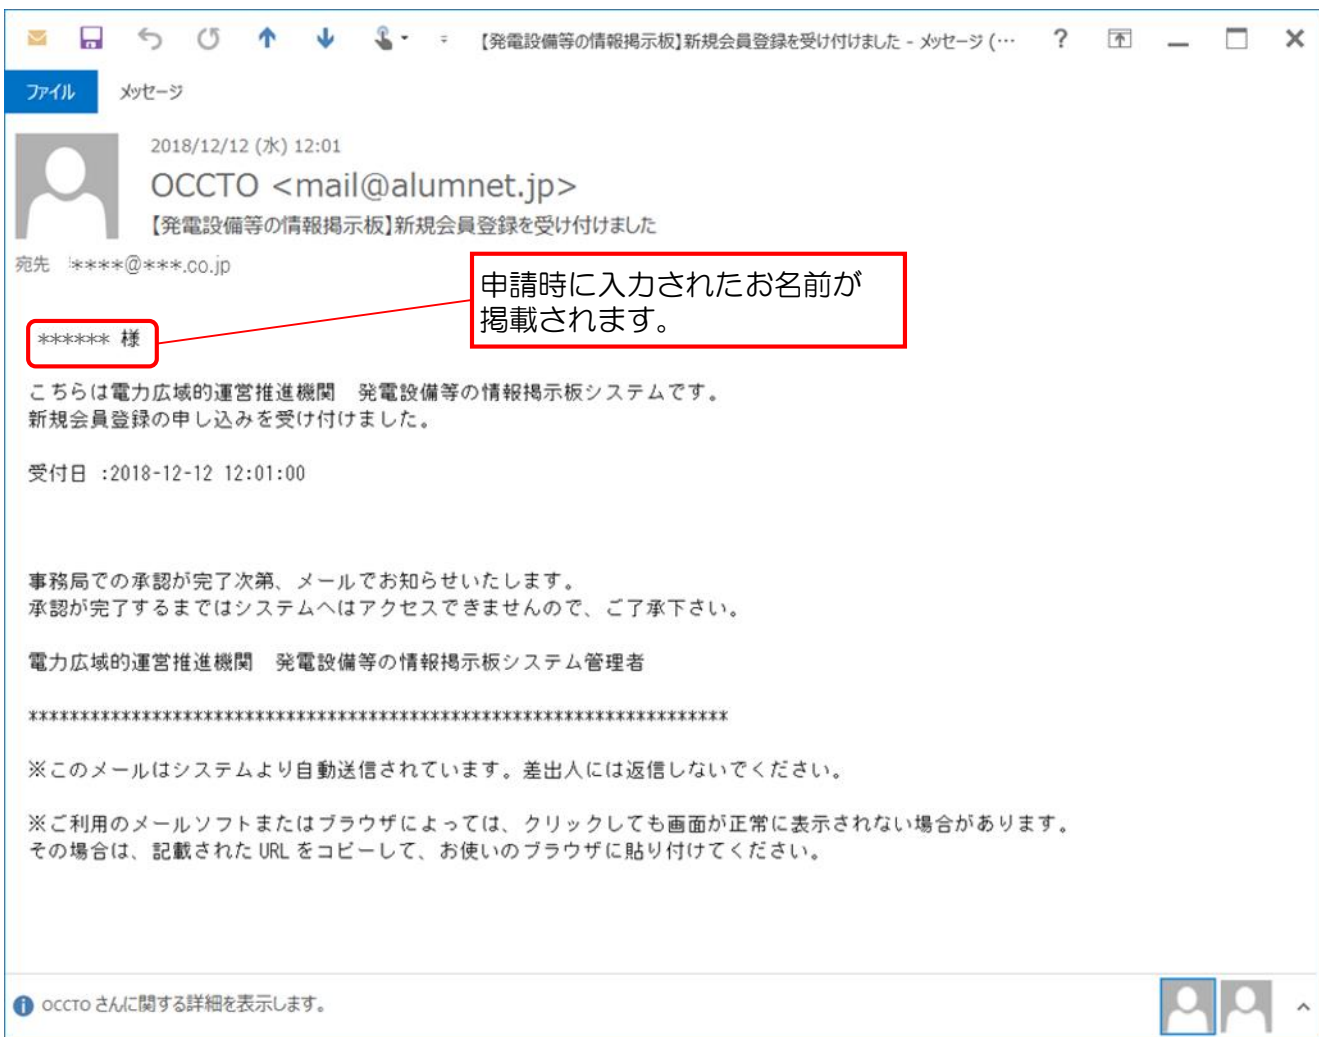 【発電設備等の情報掲示板】新規会員登録を受け付けました - メッセージ (…
ファイル メッセージ
2018/12/12 (水) 12:01
OCCTO <mail@alumnet.jp>
【発電設備等の情報掲示板】新規会員登録を受け付けました
宛先 ****@***.co.jp
申請時に入力されたお名前が
掲載されます。
****** 様
こちらは電力広域的運営推進機関　発電設備等の情報掲示板システムです。
新規会員登録の申し込みを受け付けました。
受付日 :2018-12-12 12:01:00
事務局での承認が完了次第、メールでお知らせいたします。
承認が完了するまではシステムへはアクセスできませんので、ご了承下さい。
電力広域的運営推進機関　発電設備等の情報掲示板システム管理者
********************************************************************
※このメールはシステムより自動送信されています。差出人には返信しないでください。
※ご利用のメールソフトまたはブラウザによっては、クリックしても画面が正常に表示されない場合があります。
その場合は、記載された URL をコピーして、お使いのブラウザに貼り付けてください。
OCCTO さんに関する詳細を表示します。